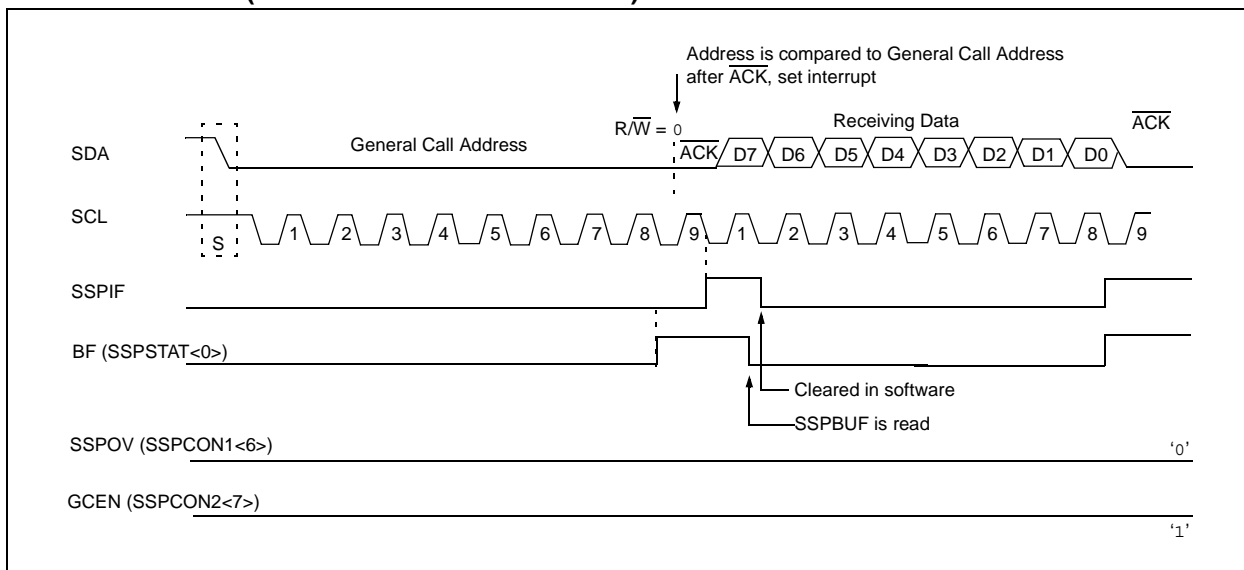 Address is compared to General Call Address
after ACK, set interrupt
R/W = 0
Receiving Data
ACK
SDA
General Call Address
ACK
D7 D6 D5 D4 D3 D2 D1 D0
SCL
S
1 2 3 4 5 6 7 8 9 1 2 3 4 5 6 7 8 9
SSPIF
BF (SSPSTAT<0>)
Cleared in software
SSPBUF is read
SSPOV (SSPCON1<6>)
‘0’
GCEN (SSPCON2<7>)
‘1’